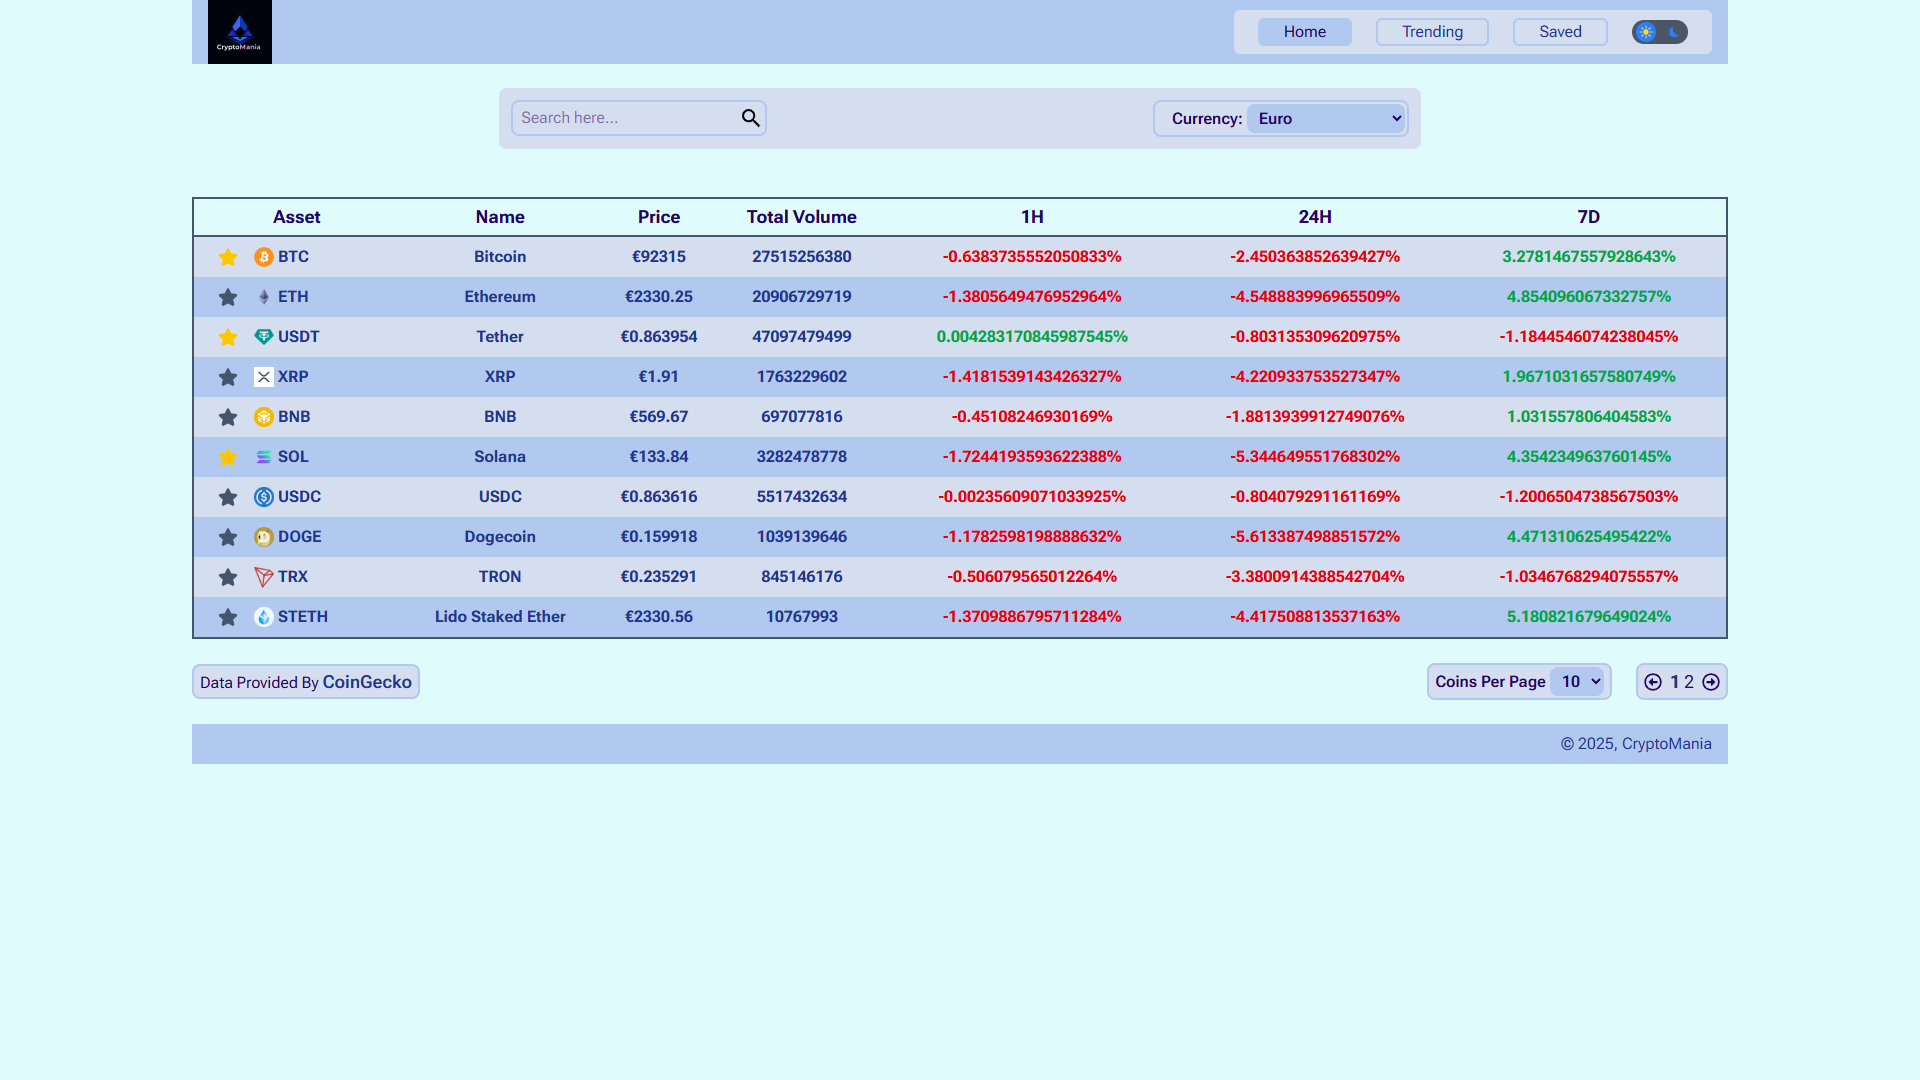 CryptoMania
Home Trending Saved
Search here... Currency: Euro
Asset Name Price Total Volume 1H 24H 7D
BTC Bitcoin €92315 27515256380 -0.6383735552050833% -2.450363852639427% 3.2781467557928643%
ETH Ethereum €2330.25 20906729719 -1.3805649476952964% -4.548883996965509% 4.854096067332757%
USDT Tether €0.863954 47097479499 0.004283170845987545% -0.803135309620975% -1.1844546074238045%
XRP XRP €1.91 1763229602 -1.4181539143426327% -4.220933753527347% 1.9671031657580749%
BNB BNB €569.67 697077816 -0.45108246930169% -1.8813939912749076% 1.031557806404583%
SOL Solana €133.84 3282478778 -1.7244193593622388% -5.344649551768302% 4.354234963760145%
USDC USDC €0.863616 5517432634 -0.00235609071033925% -0.804079291161169% -1.2006504738567503%
DOGE Dogecoin €0.159918 1039139646 -1.1782598198888632% -5.613387498851572% 4.471310625495422%
TRX TRON €0.235291 845146176 -0.506079565012264% -3.3800914388542704% -1.0346768294075557%
STETH Lido Staked Ether €2330.56 10767993 -1.3709886795711284% -4.417508813537163% 5.180821679649024%
Data Provided By CoinGecko Coins Per Page 10 1 2
© 2025, CryptoMania